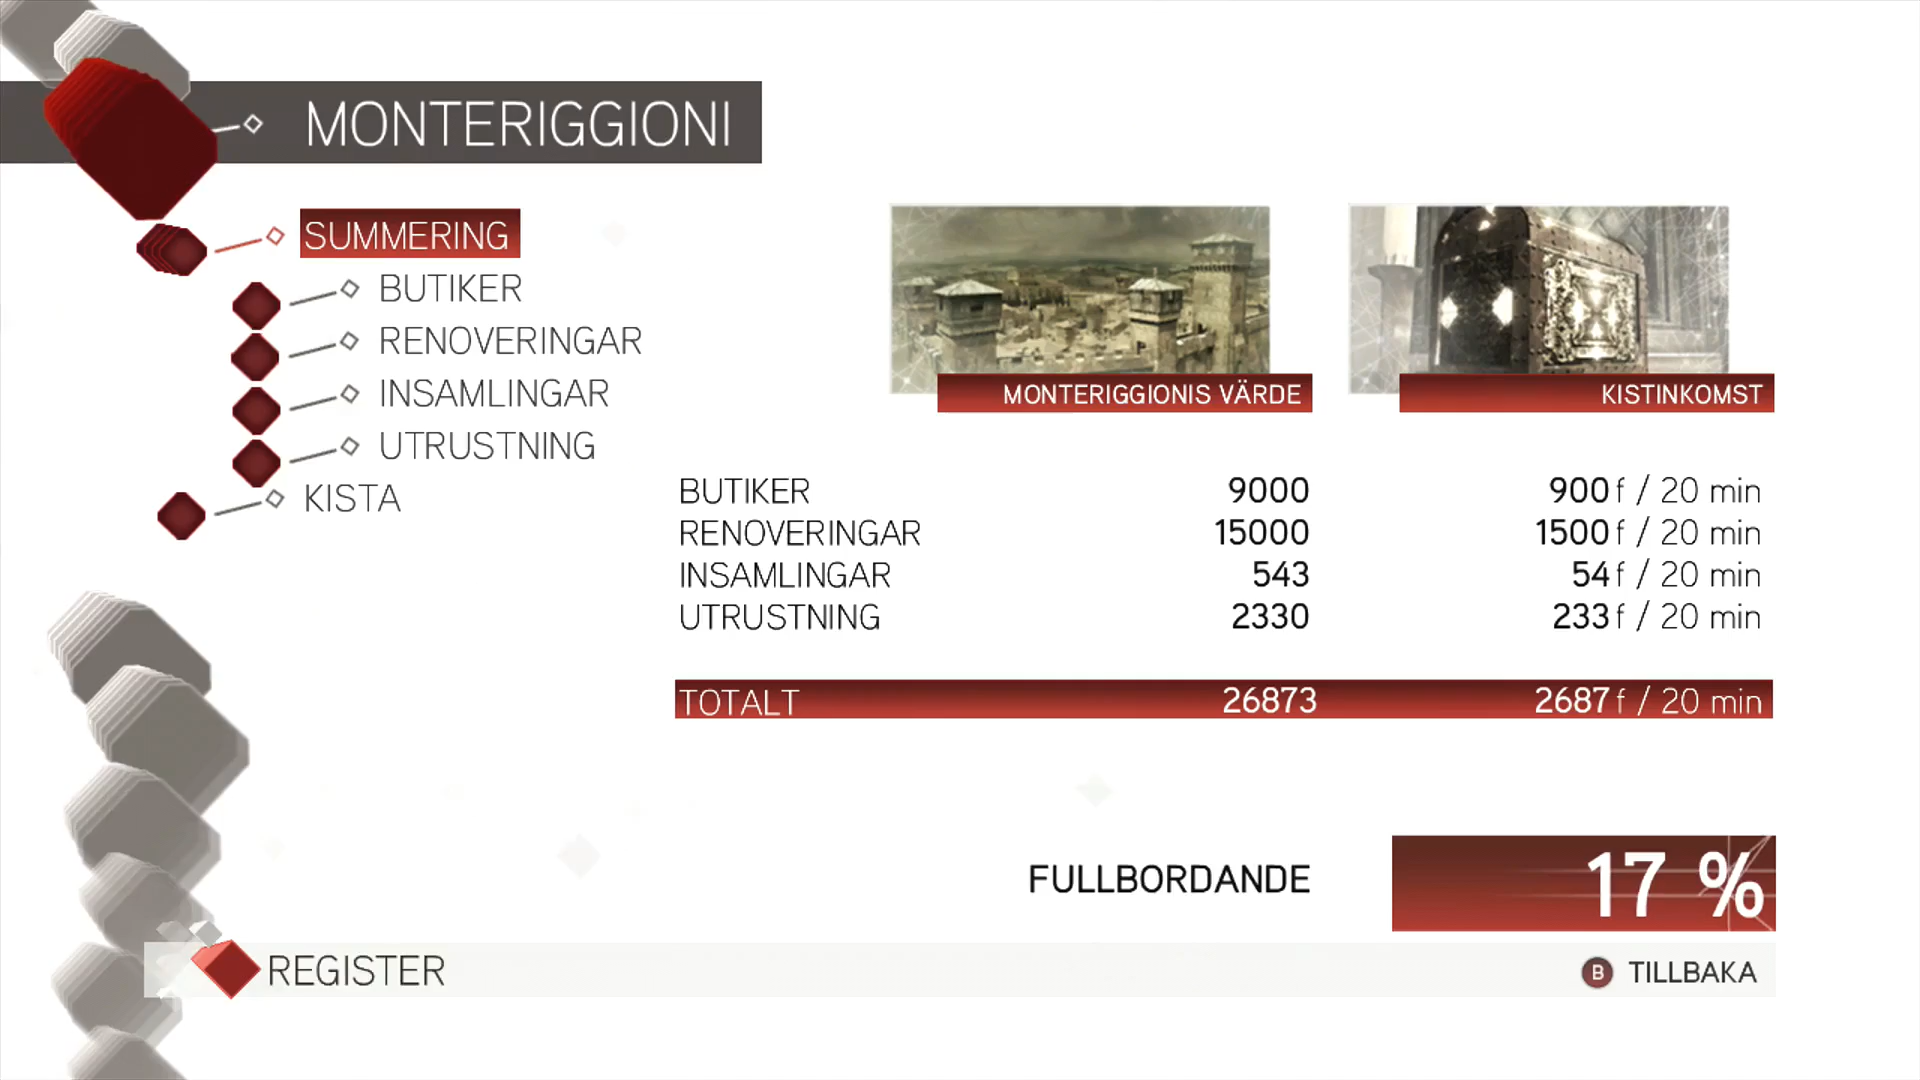 MONTERIGGIONI
SUMMERING
BUTIKER
RENOVERINGAR
INSAMLINGAR
UTRUSTNING
KISTA
MONTERIGGIONIS VÄRDE
KISTINKOMST
BUTIKER 9000 900 f / 20 min
RENOVERINGAR 15000 1500 f / 20 min
INSAMLINGAR 543 54 f / 20 min
UTRUSTNING 2330 233 f / 20 min
TOTALT 26873 2687 f / 20 min
FULLBORDANDE 17 %
REGISTER
B TILLBAKA